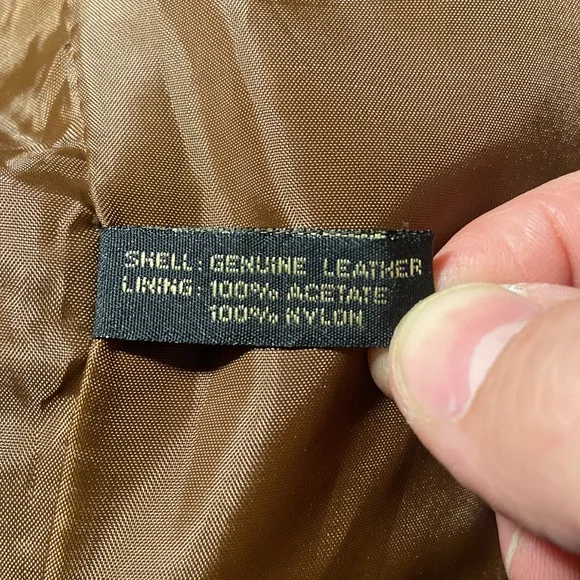 SHELL: GENUINE LEATHER
LINING: 100% ACETATE
100% NYLON